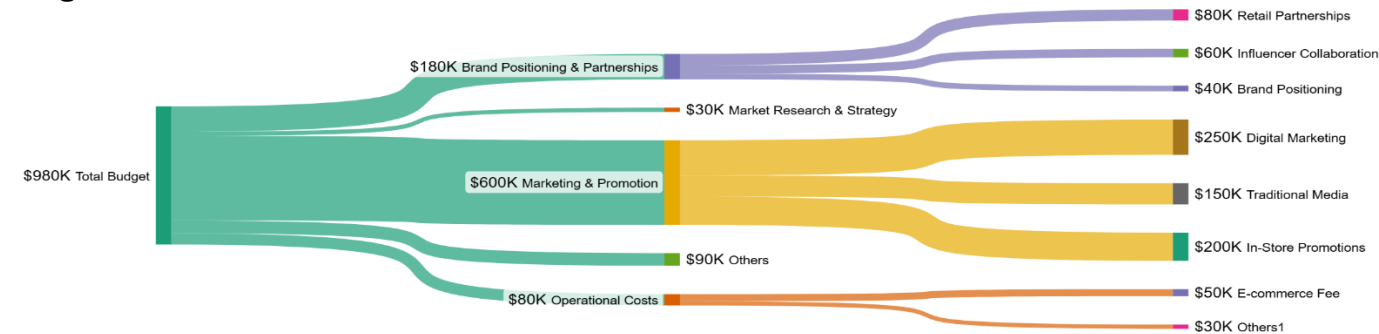 $80K Retail Partnerships
$180K Brand Positioning & Partnerships
$60K Influencer Collaboration
$40K Brand Positioning
$30K Market Research & Strategy
$250K Digital Marketing
$980K Total Budget
$600K Marketing & Promotion
$150K Traditional Media
$200K In-Store Promotions
$90K Others
$80K Operational Costs
$50K E-commerce Fee
$30K Others1